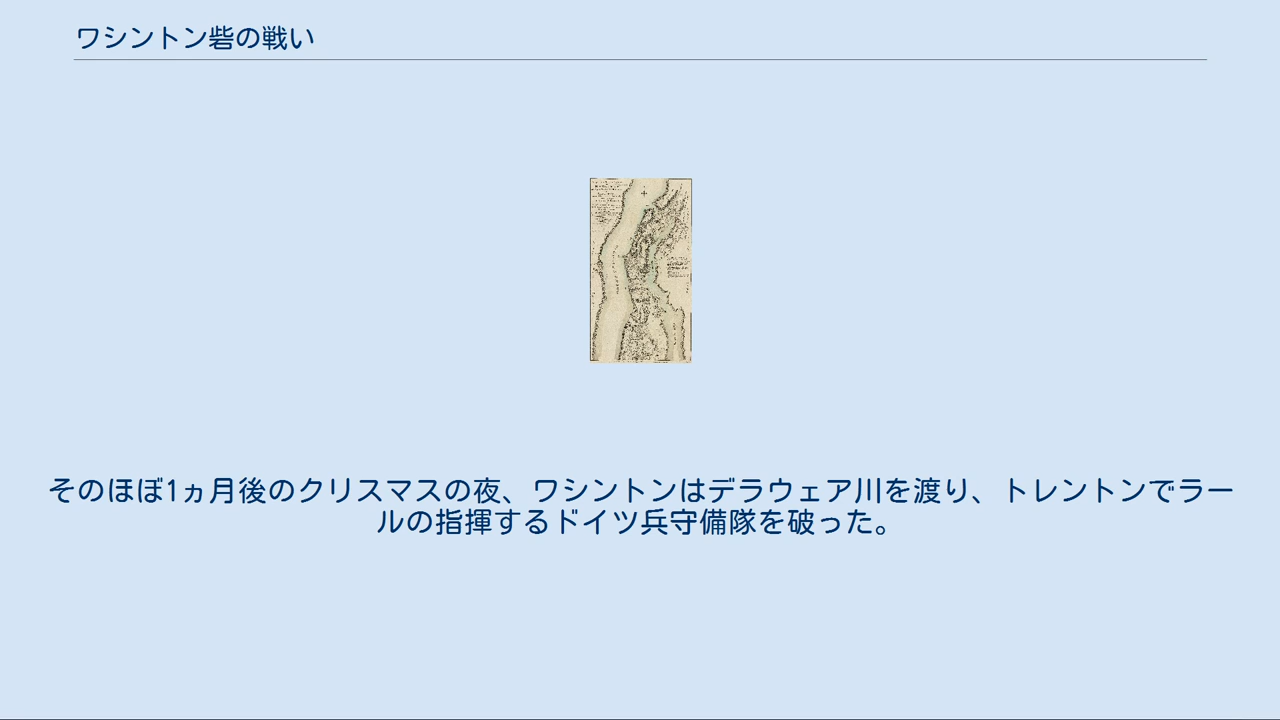 ワシントン砦の戦い
そのほぼ1ヵ月後のクリスマスの夜、ワシントンはデラウェア川を渡り、トレントンでラー
ルの指揮するドイツ兵守備隊を破った。